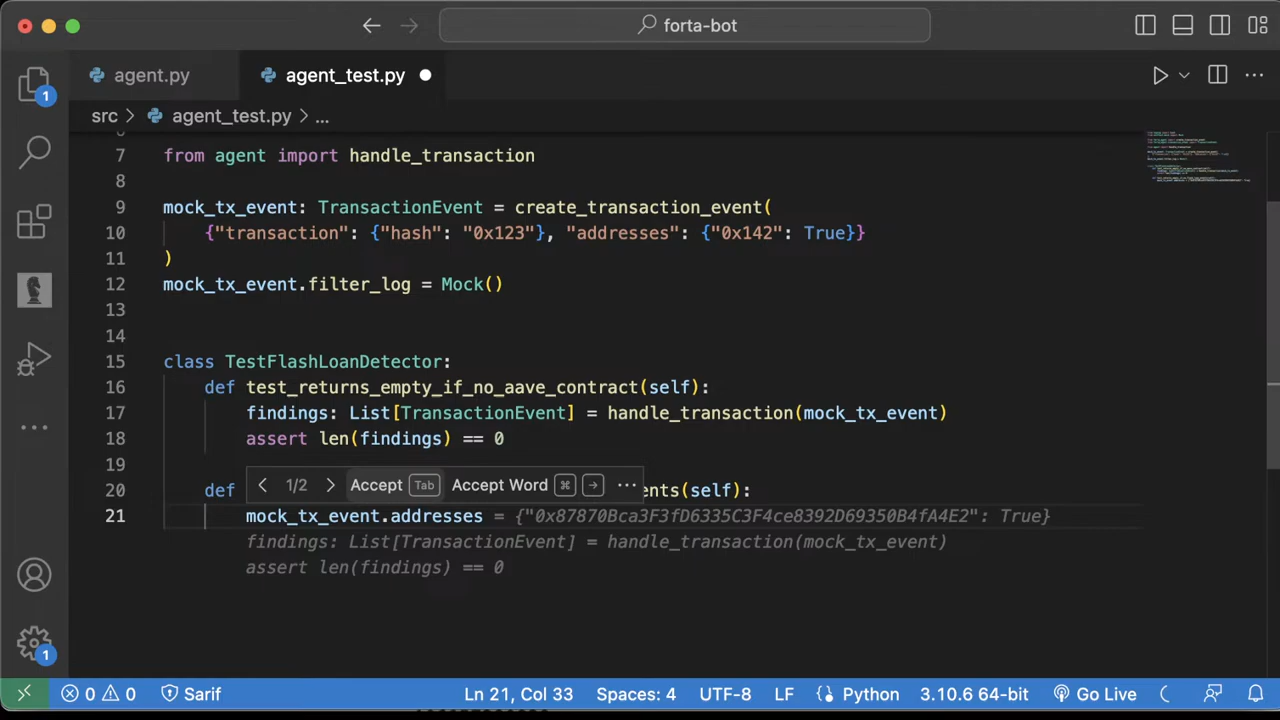 forta-bot
agent.py
agent_test.py
src > agent_test.py > ...
7 from agent import handle_transaction
8
9 mock_tx_event: TransactionEvent = create_transaction_event(
10 {"transaction": {"hash": "0x123"}, "addresses": {"0x142": True}}
11 )
12 mock_tx_event.filter_log = Mock()
13
14
15 class TestFlashLoanDetector:
16 def test_returns_empty_if_no_aave_contract(self):
17 findings: List[TransactionEvent] = handle_transaction(mock_tx_event)
18 assert len(findings) == 0
19
1/2 Accept Tab Accept Word ⌘ → ...
20 def ents(self):
21 mock_tx_event.addresses = {"0x87870Bca3F3fD6335C3F4ce8392D69350B4fA4E2": True}
findings: List[TransactionEvent] = handle_transaction(mock_tx_event)
assert len(findings) == 0
1
1
0 0 Sarif Ln 21, Col 33 Spaces: 4 UTF-8 LF Python 3.10.6 64-bit Go Live